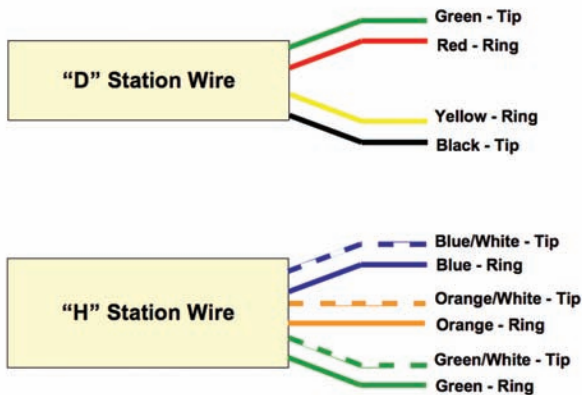 Green - Tip
Red - Ring
“D” Station Wire
Yellow - Ring
Black - Tip
Blue/White - Tip
Blue - Ring
Orange/White - Tip
“H” Station Wire
Orange - Ring
Green/White - Tip
Green - Ring